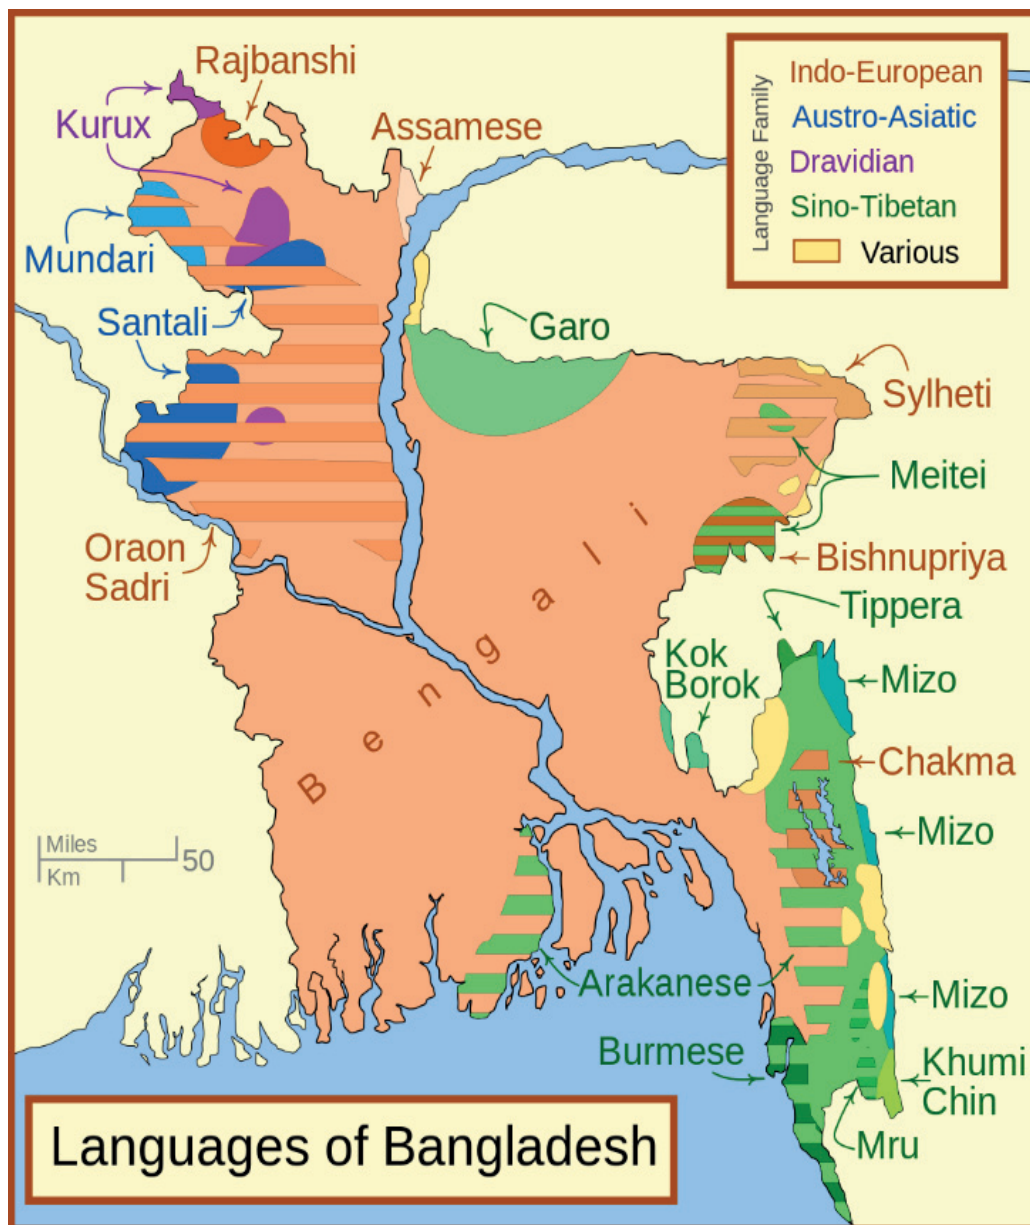 Rajbanshi
Kurux
Assamese
Language Family
Indo-European
Austro-Asiatic
Dravidian
Sino-Tibetan
Various
Mundari
Santali
Garo
Sylheti
Meitei
Oraon
Sadri
Bishnupriya
Tippera
Kok
Borok
Mizo
Bengali
Chakma
Miles
Km
50
Mizo
Arakanese
Mizo
Burmese
Khumi
Chin
Mru
Languages of Bangladesh